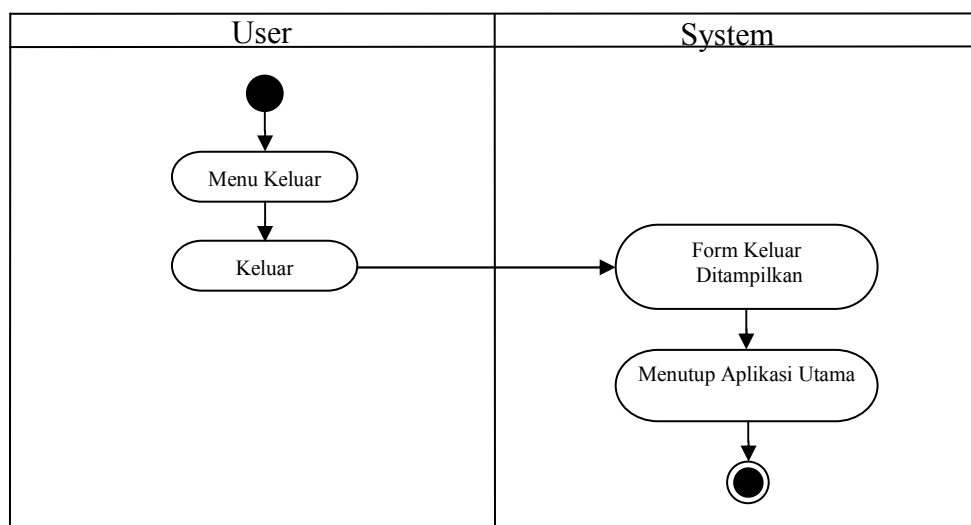 User
System
Menu Keluar
Keluar
Form Keluar
Ditampilkan
Menutup Aplikasi Utama